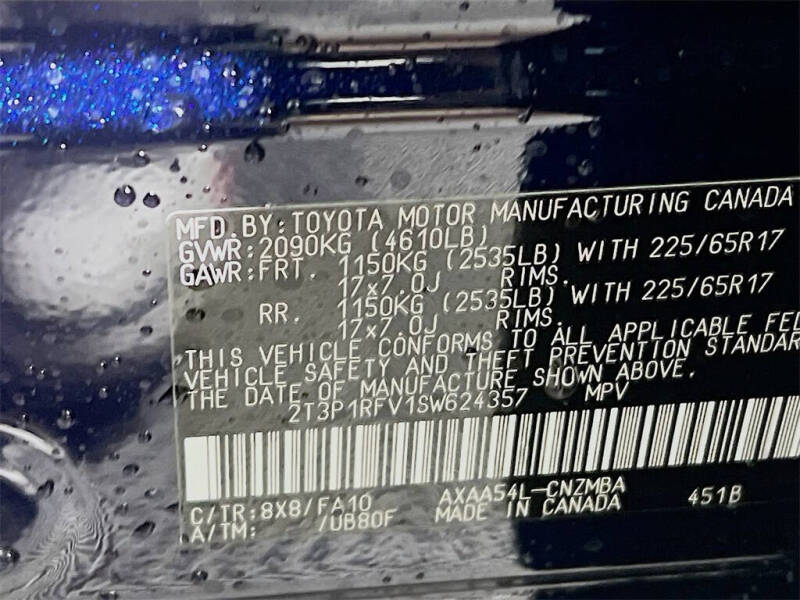 MFD. BY: TOYOTA MOTOR MANUFACTURING CANADA
GVWR: 2090KG (4610LB)
GAWR: FRT. 1150KG (2535LB) WITH 225/65R17
17x7.0J RIMS.
RR. 1150KG (2535LB) WITH 225/65R17
17x7.0J RIMS.
THIS VEHICLE CONFORMS TO ALL APPLICABLE FED
VEHICLE SAFETY AND THEFT PREVENTION STANDAR
THE DATE OF MANUFACTURE SHOWN ABOVE.
2T3P1RFV1SW624357 MPV
C/TR: 8X8/FA10 AXAA54L-CNZMBA 451B
A/TM: /UB80F MADE IN CANADA